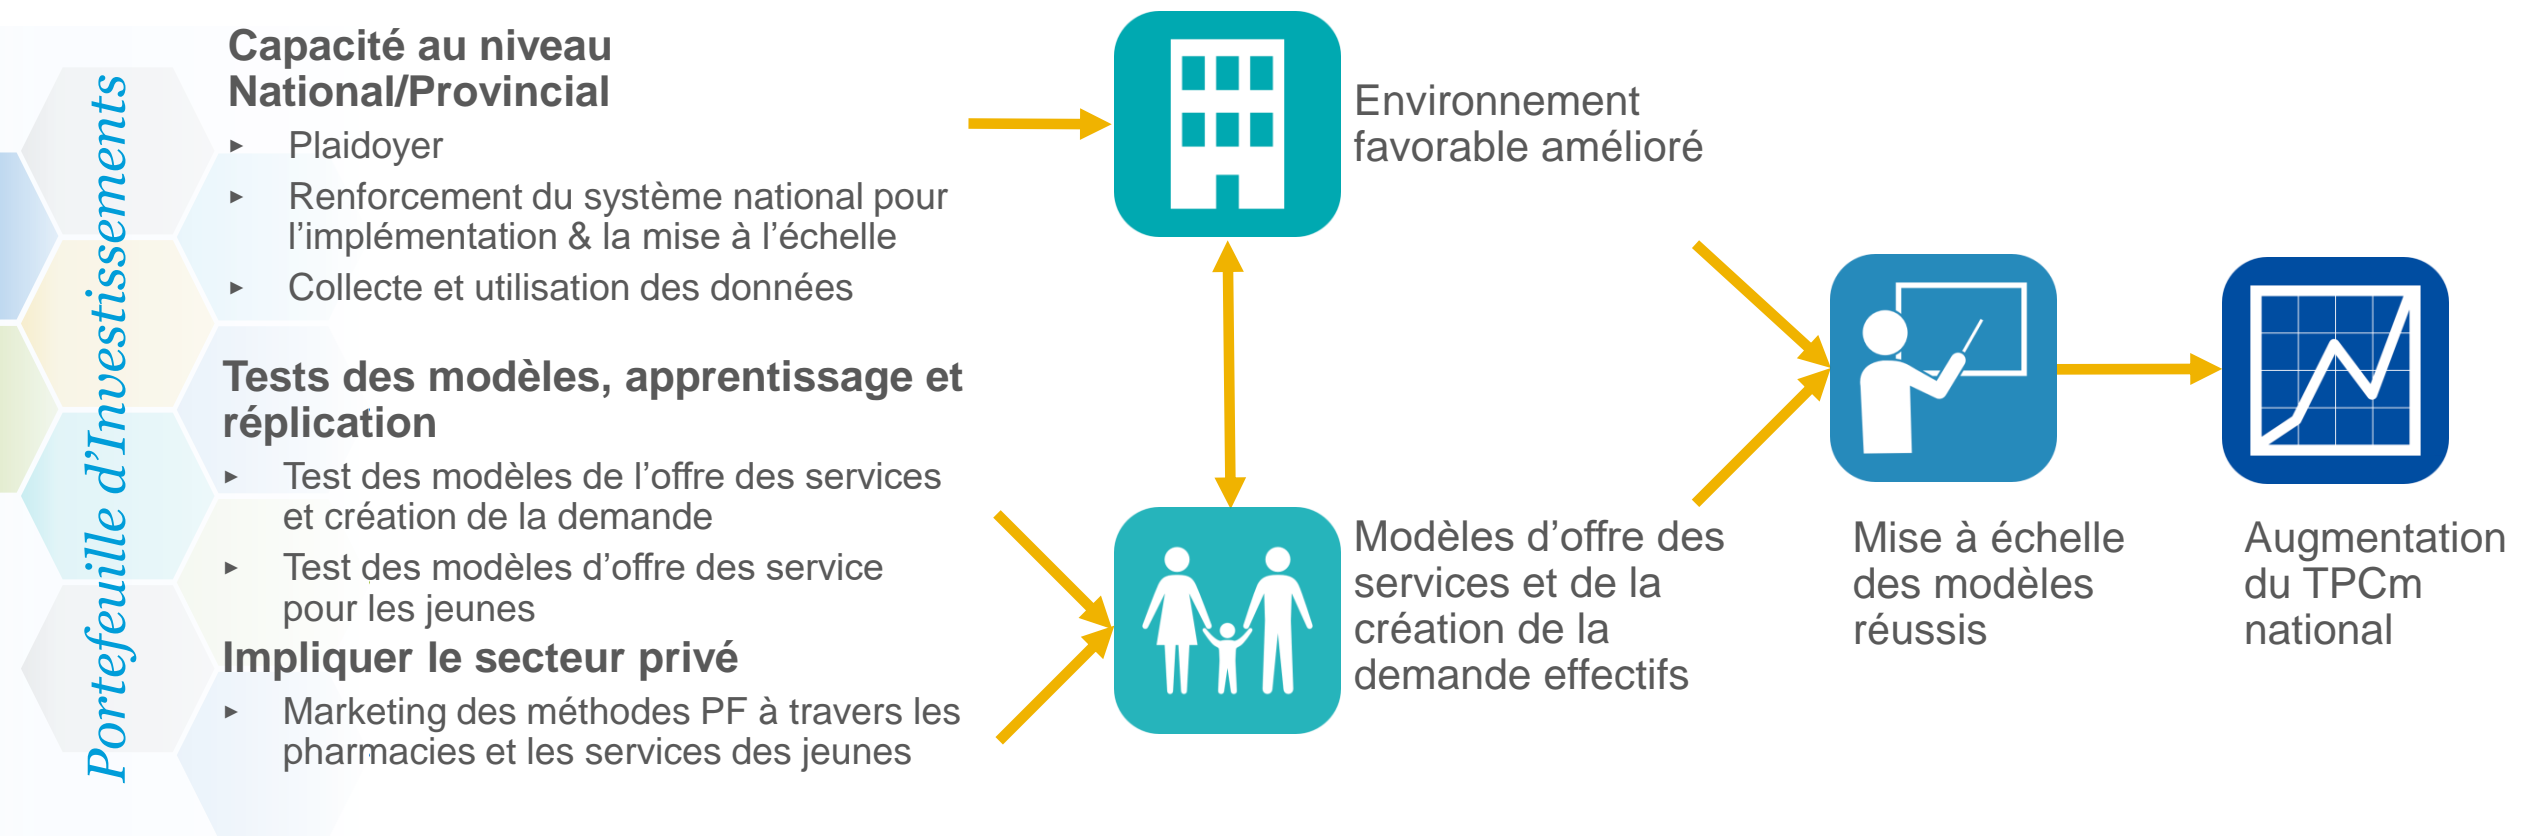 Portefeuille d’Investissements
Capacité au niveau
National/Provincial
▸ Plaidoyer
▸ Renforcement du système national pour
l’implémentation & la mise à l’échelle
▸ Collecte et utilisation des données
Tests des modèles, apprentissage et
réplication
▸ Test des modèles de l’offre des services
et création de la demande
▸ Test des modèles d’offre des service
pour les jeunes
Impliquer le secteur privé
▸ Marketing des méthodes PF à travers les
pharmacies et les services des jeunes
Environnement
favorable amélioré
Modèles d’offre des
services et de la
création de la
demande effectifs
Mise à échelle
des modèles
réussis
Augmentation
du TPCm
national